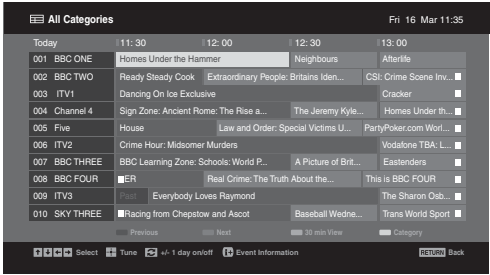 All Categories Fri 16 Mar 11:35
Today 11: 30 12: 00 12: 30 13: 00
001 BBC ONE Homes Under the Hammer Neighbours Afterlife
002 BBC TWO Ready Steady Cook Extraordinary People: Britains Iden... CSI: Crime Scene Inv...
003 ITV1 Dancing On Ice Exclusive Cracker
004 Channel 4 Sign Zone: Ancient Rome: The Rise a... The Jeremy Kyle... Homes Under th...
005 Five House Law and Order: Special Victims U... PartyPoker.com Worl...
006 ITV2 Crime Hour: Midsomer Murders Vodafone TBA: L...
007 BBC THREE BBC Learning Zone: Schools: World P... A Picture of Brit... Eastenders
008 BBC FOUR ER Real Crime: The Truth About the... This is BBC FOUR
009 ITV3 Past Everybody Loves Raymond The Sharon Osb...
010 SKY THREE Racing from Chepstow and Ascot Baseball Wedne... Trans World Sport
Previous Next 30 min View Category
Select Tune +/- 1 day on/off Event Information RETURN Back